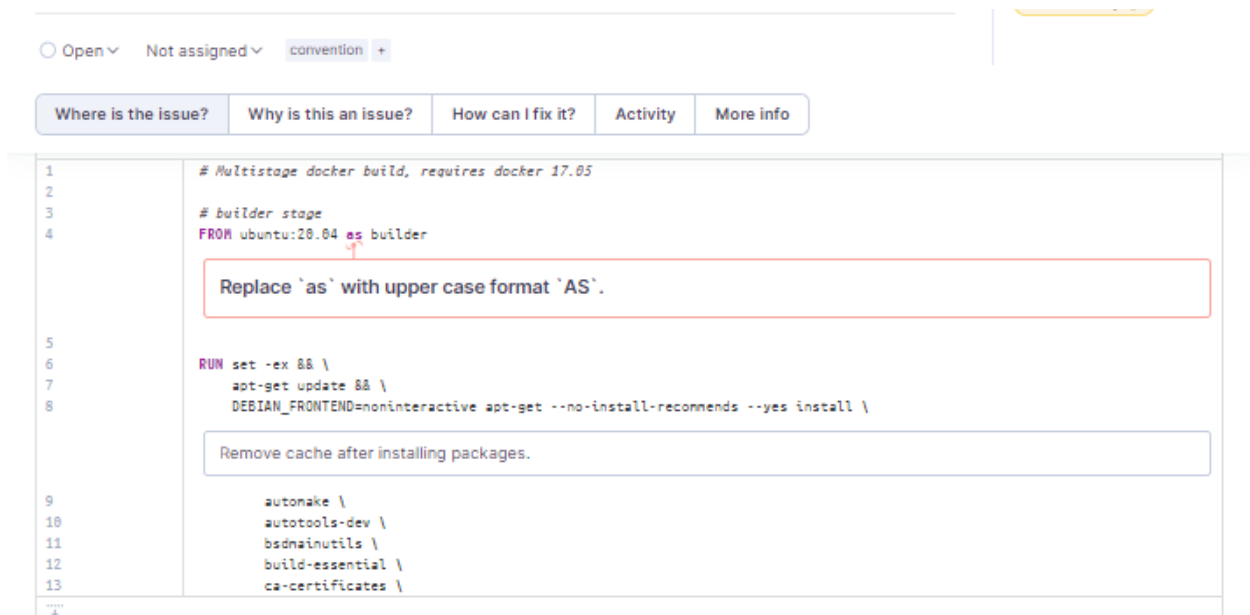 Open
Not assigned
convention +
Where is the issue?
Why is this an issue?
How can I fix it?
Activity
More info
1 # Multistage docker build, requires docker 17.05
2
3 # builder stage
4 FROM ubuntu:20.04 as builder
Replace `as` with upper case format `AS`.
5
6 RUN set -ex && \
7 apt-get update && \
8 DEBIAN_FRONTEND=noninteractive apt-get --no-install-recommends --yes install \
Remove cache after installing packages.
9 automake \
10 autotools-dev \
11 bsdmainutils \
12 build-essential \
13 ca-certificates \